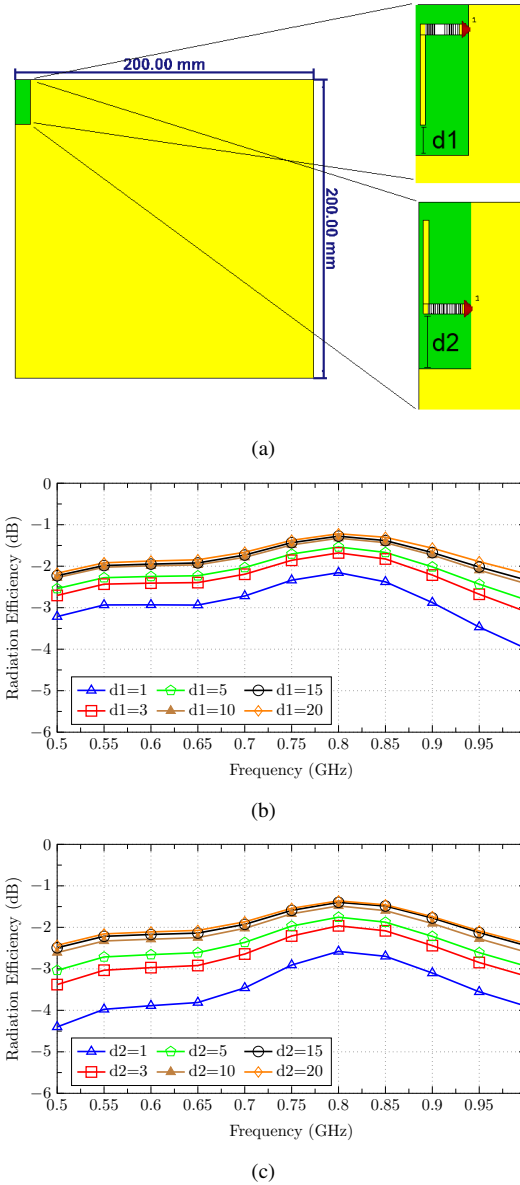 200.00 mm
200.00 mm
1
d1
1
d2
(a)
0
−1
−2
−3
−4
−5
−6
Radiation Efficiency (dB)
d1=1 d1=5 d1=15
d1=3 d1=10 d1=20
0.5 0.55 0.6 0.65 0.7 0.75 0.8 0.85 0.9 0.95
Frequency (GHz)
(b)
0
−1
−2
−3
−4
−5
−6
Radiation Efficiency (dB)
d2=1 d2=5 d2=15
d2=3 d2=10 d2=20
0.5 0.55 0.6 0.65 0.7 0.75 0.8 0.85 0.9 0.95
Frequency (GHz)
(c)